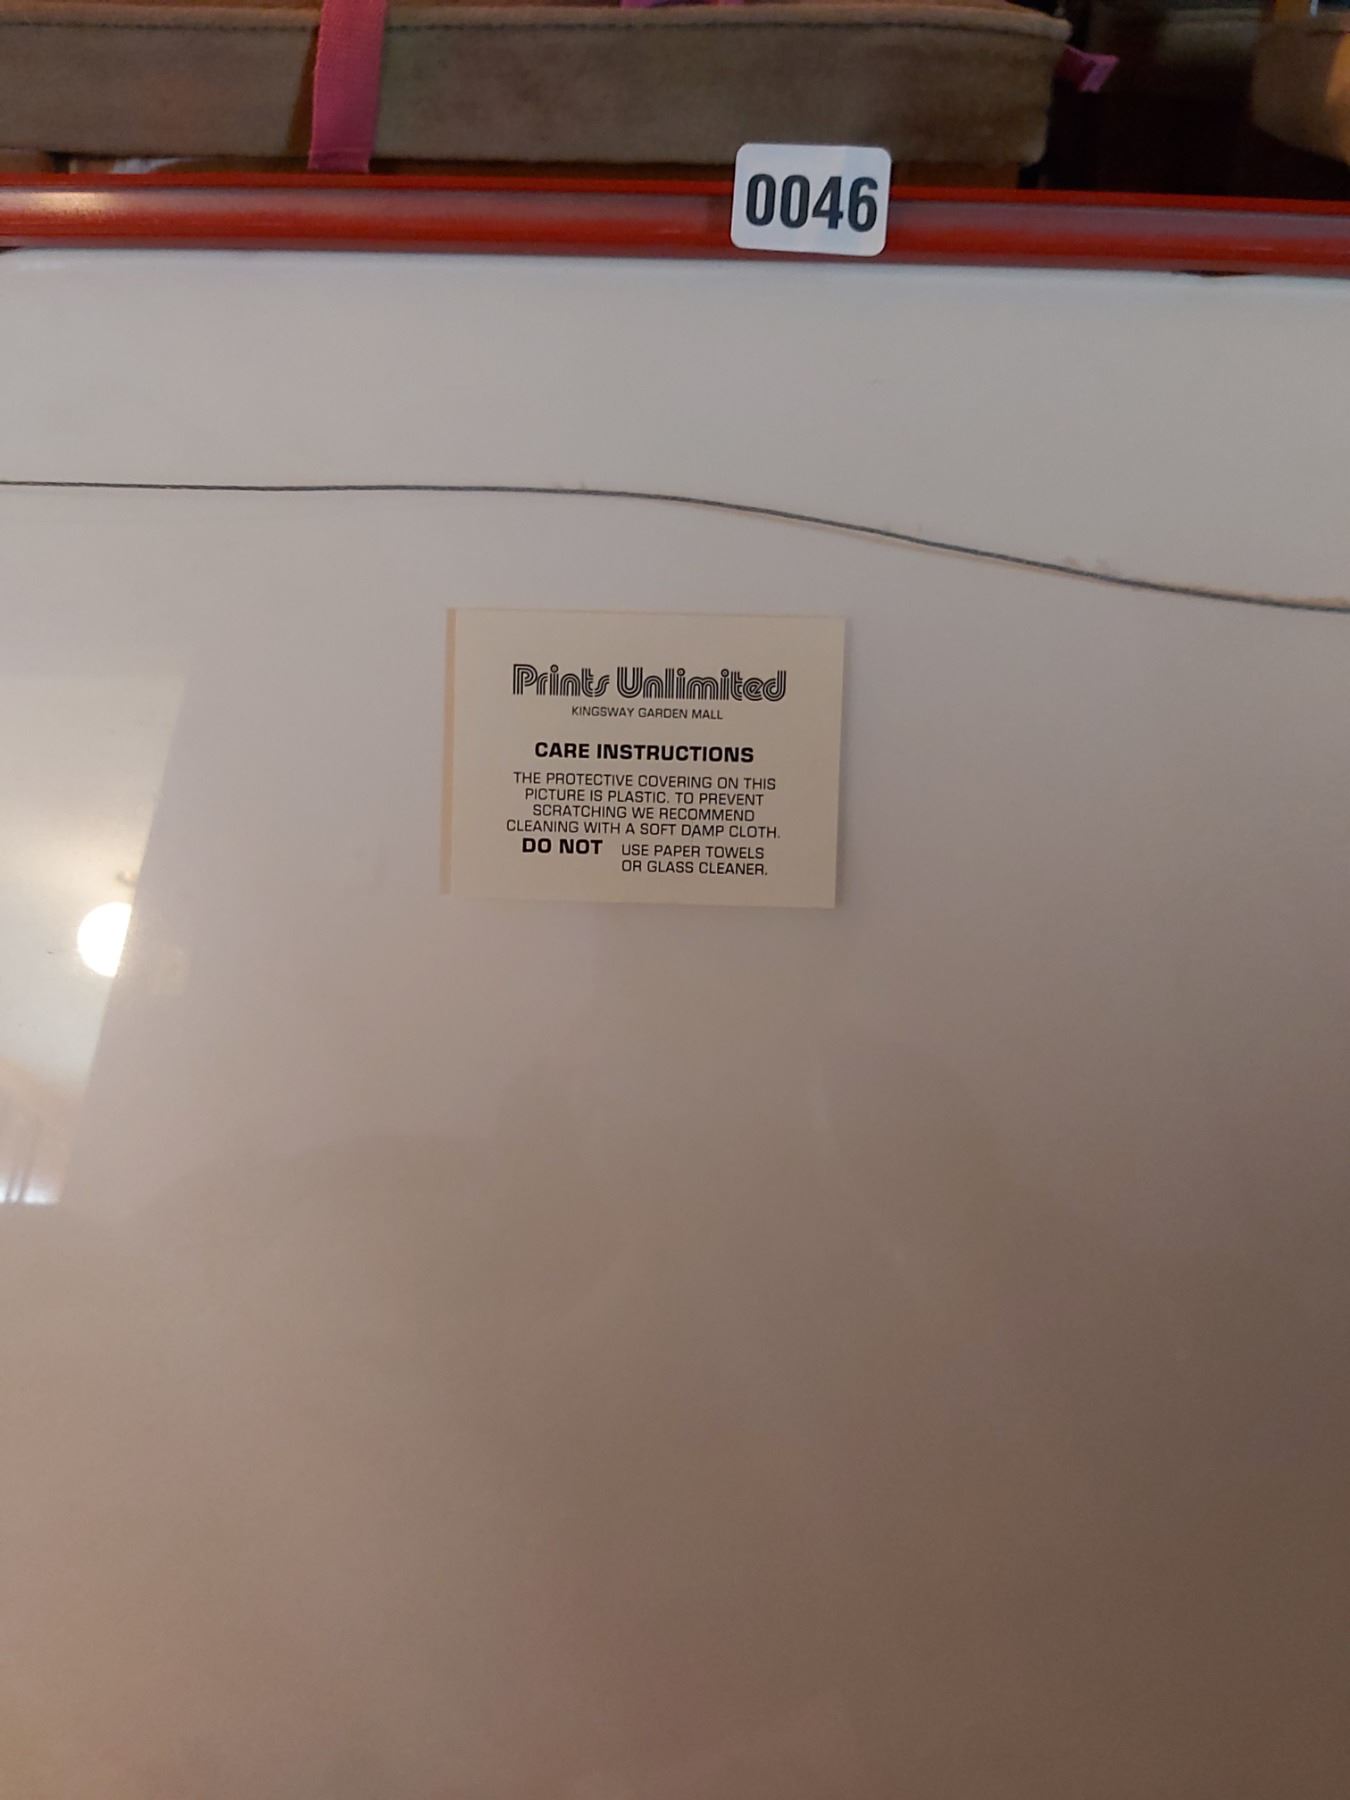 0046
Prints Unlimited
KINGSWAY GARDEN MALL
CARE INSTRUCTIONS
THE PROTECTIVE COVERING ON THIS
PICTURE IS PLASTIC. TO PREVENT
SCRATCHING WE RECOMMEND
CLEANING WITH A SOFT DAMP CLOTH.
DO NOT USE PAPER TOWELS
OR GLASS CLEANER.